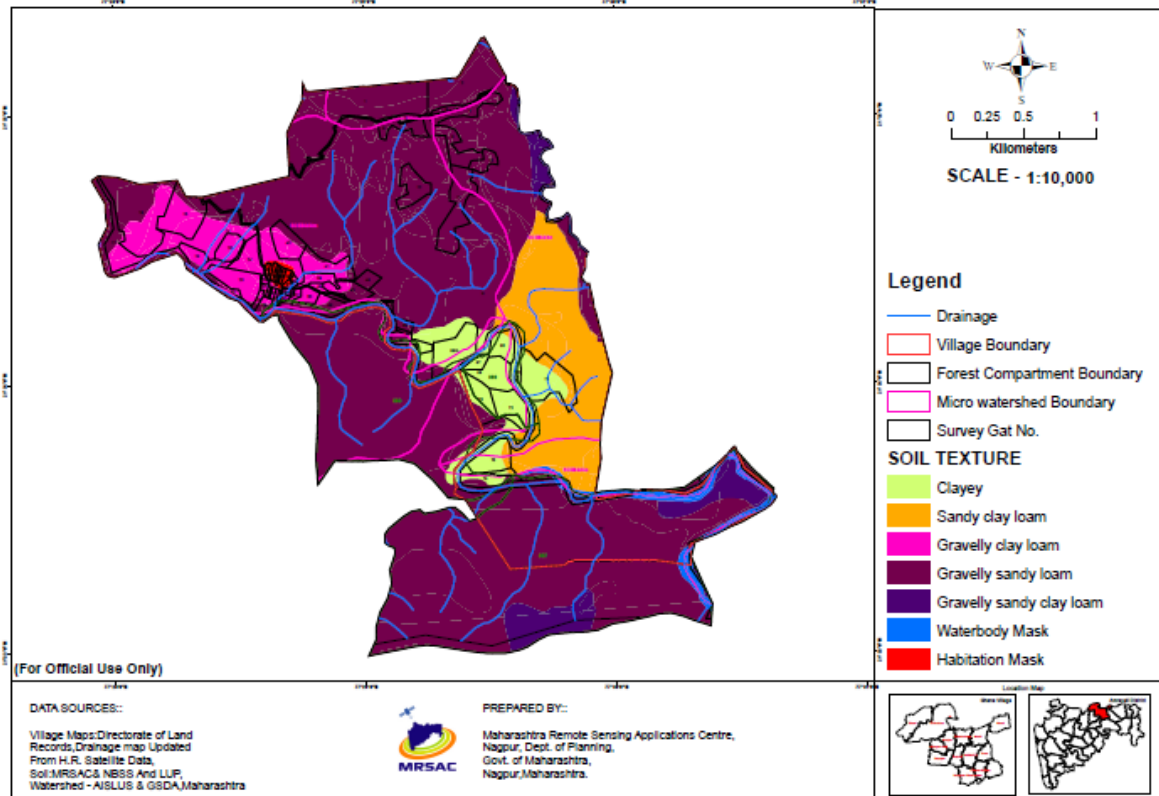 N
W
E
S
0 0.25 0.5 1
Kilometers
SCALE - 1:10,000
Legend
Drainage
Village Boundary
Forest Compartment Boundary
Micro watershed Boundary
Survey Gat No.
SOIL TEXTURE
Clayey
Sandy clay loam
Gravelly clay loam
Gravelly sandy loam
Gravelly sandy clay loam
Waterbody Mask
Habitation Mask
(For Official Use Only)
DATA SOURCES::
Village Maps:Directorate of Land
Records,Drainage map Updated
From H.R. Satellite Data,
Soil:MRSAC& NBSS And LUP,
Watershed - AISLUS & GSDA,Maharashtra
MRSAC
PREPARED BY::
Maharashtra Remote Sensing Applications Centre,
Nagpur, Dept. of Planning,
Govt. of Maharashtra,
Nagpur,Maharashtra.
Location Map